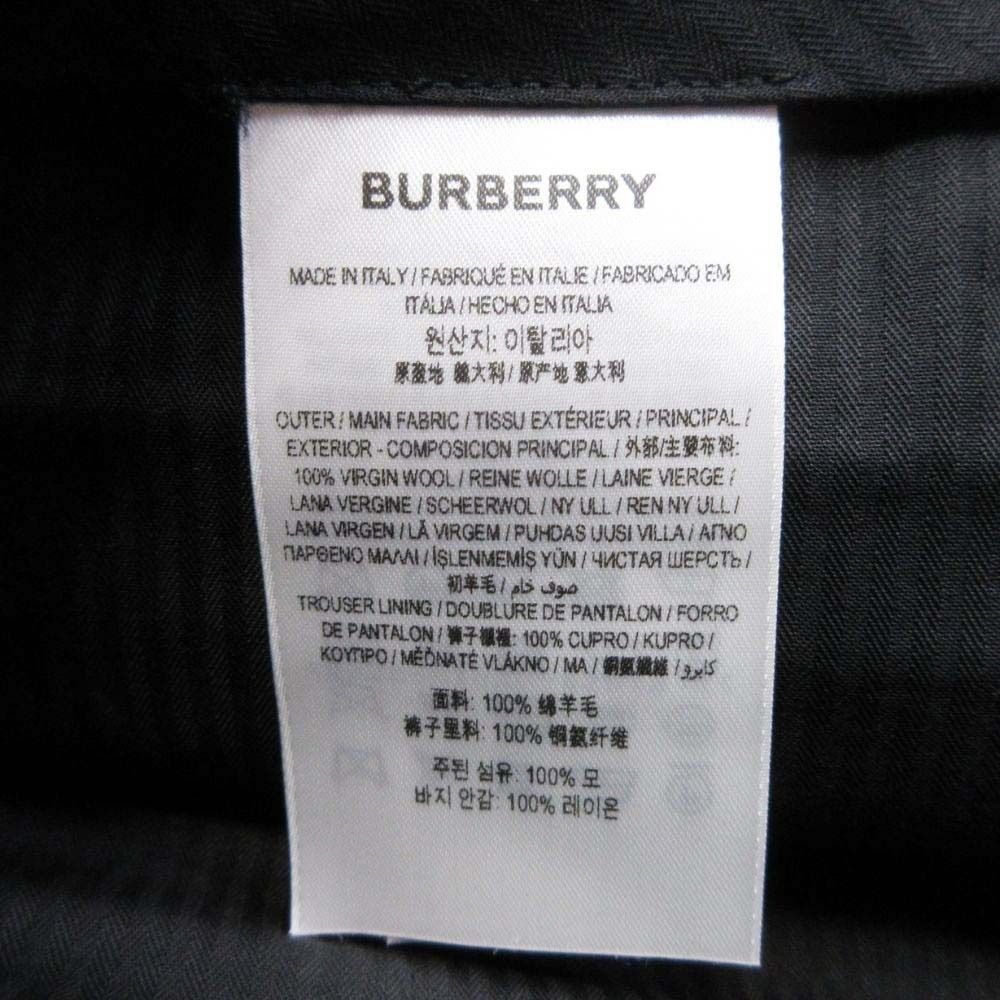 BURBERRY
MADE IN ITALY / FABRIQUÉ EN ITALIE / FABRICADO EM
ITÁLIA / HECHO EN ITALIA
원산지: 이탈리아
原産地 義大利 / 原产地 意大利
OUTER / MAIN FABRIC / TISSU EXTÉRIEUR / PRINCIPAL /
EXTERIOR - COMPOSICION PRINCIPAL / 外部/主要布料:
100% VIRGIN WOOL / REINE WOLLE / LAINE VIERGE /
LANA VERGINE / SCHEERWOL / NY ULL / REN NY ULL /
LANA VIRGEN / LÃ VIRGEM / PUHDAS UUSI VILLA / ΑΓΝΟ
ΠΑΡΘΕΝΟ ΜΑΛΛΙ / İŞLENMEMİŞ YÜN / ЧИСТАЯ ШЕРСТЬ /
初羊毛 / صوف خام
TROUSER LINING / DOUBLURE DE PANTALON / FORRO
DE PANTALON / 褲子襯裡: 100% CUPRO / KUPRO /
ΚΟΥΠΡΟ / MĚĎNATÉ VLÁKNO / MA / 銅氨纖維 / كابرو
面料: 100% 绵羊毛
裤子里料: 100% 铜氨纤维
주된 섬유: 100% 모
바지 안감: 100% 레이온